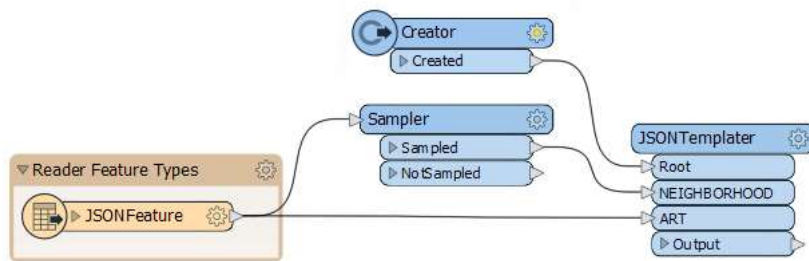 Creator
Created
Sampler
Sampled
NotSampled
JSONTemplater
Root
NEIGHBORHOOD
ART
Output
Reader Feature Types
JSONFeature